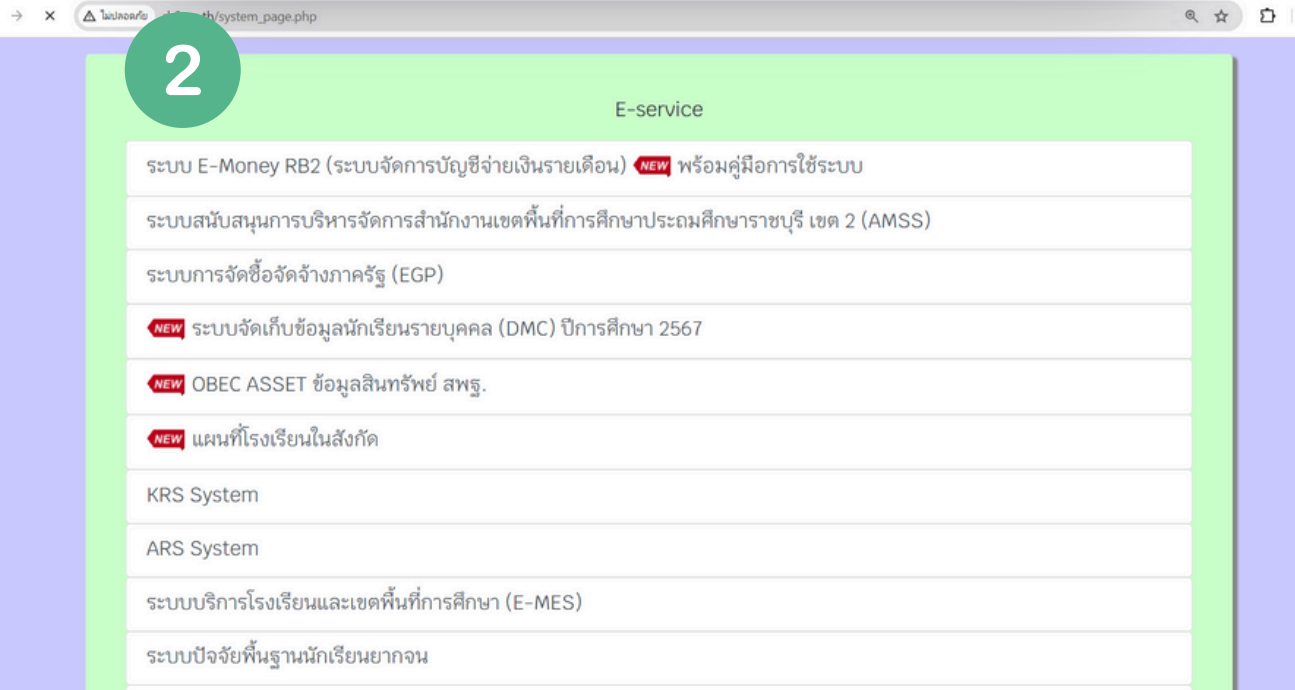 ไม่ปลอดภัย th/system_page.php
2
E-service
ระบบ E-Money RB2 (ระบบจัดการบัญชีจ่ายเงินรายเดือน) NEW พร้อมคู่มือการใช้ระบบ
ระบบสนับสนุนการบริหารจัดการสำนักงานเขตพื้นที่การศึกษาประถมศึกษาราชบุรี เขต 2 (AMSS)
ระบบการจัดซื้อจัดจ้างภาครัฐ (EGP)
NEW ระบบจัดเก็บข้อมูลนักเรียนรายบุคคล (DMC) ปีการศึกษา 2567
NEW OBEC ASSET ข้อมูลสินทรัพย์ สพฐ.
NEW แผนที่โรงเรียนในสังกัด
KRS System
ARS System
ระบบบริการโรงเรียนและเขตพื้นที่การศึกษา (E-MES)
ระบบปัจจัยพื้นฐานนักเรียนยากจน